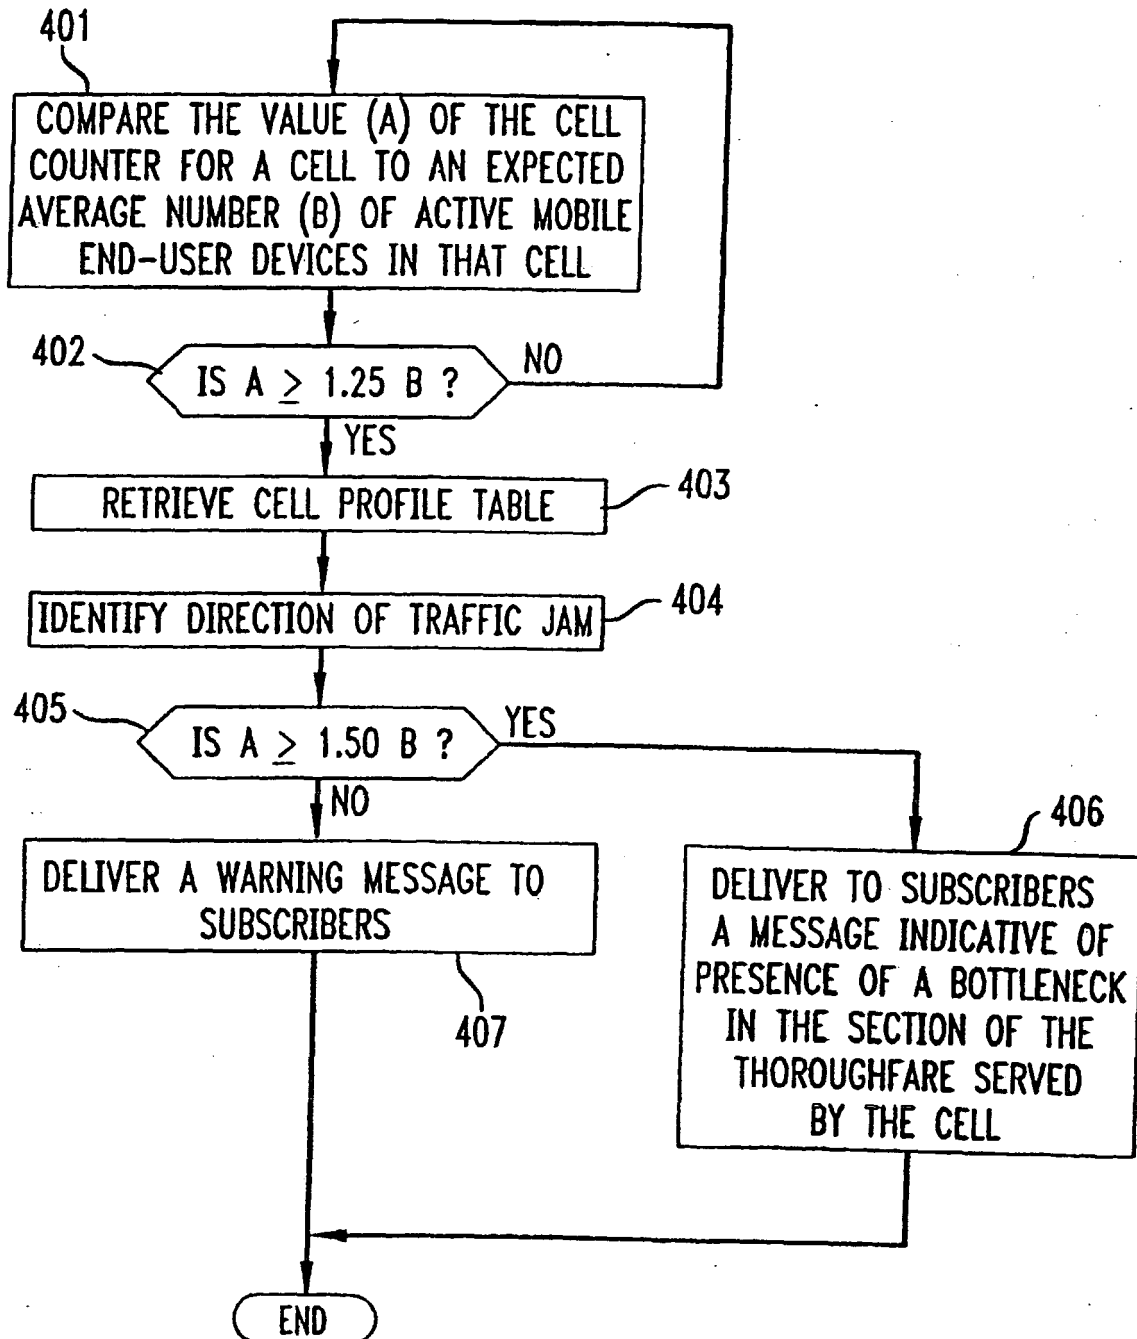 401
COMPARE THE VALUE (A) OF THE CELL
COUNTER FOR A CELL TO AN EXPECTED
AVERAGE NUMBER (B) OF ACTIVE MOBILE
END-USER DEVICES IN THAT CELL
402
IS A ≥ 1.25 B ?
NO
YES
RETRIEVE CELL PROFILE TABLE
403
IDENTIFY DIRECTION OF TRAFFIC JAM
404
405
IS A ≥ 1.50 B ?
YES
NO
DELIVER A WARNING MESSAGE TO
SUBSCRIBERS
407
406
DELIVER TO SUBSCRIBERS
A MESSAGE INDICATIVE OF
PRESENCE OF A BOTTLENECK
IN THE SECTION OF THE
THOROUGHFARE SERVED
BY THE CELL
END